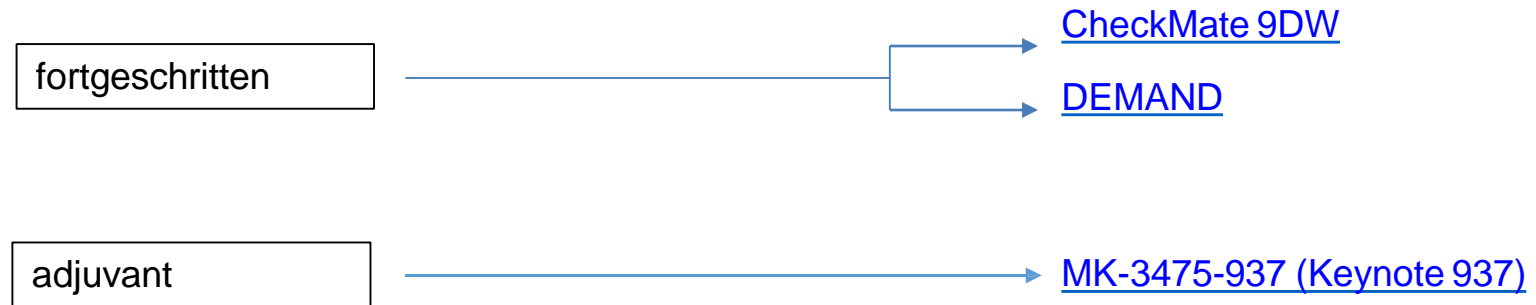 CheckMate 9DW
fortgeschritten
DEMAND
adjuvant
MK-3475-937 (Keynote 937)